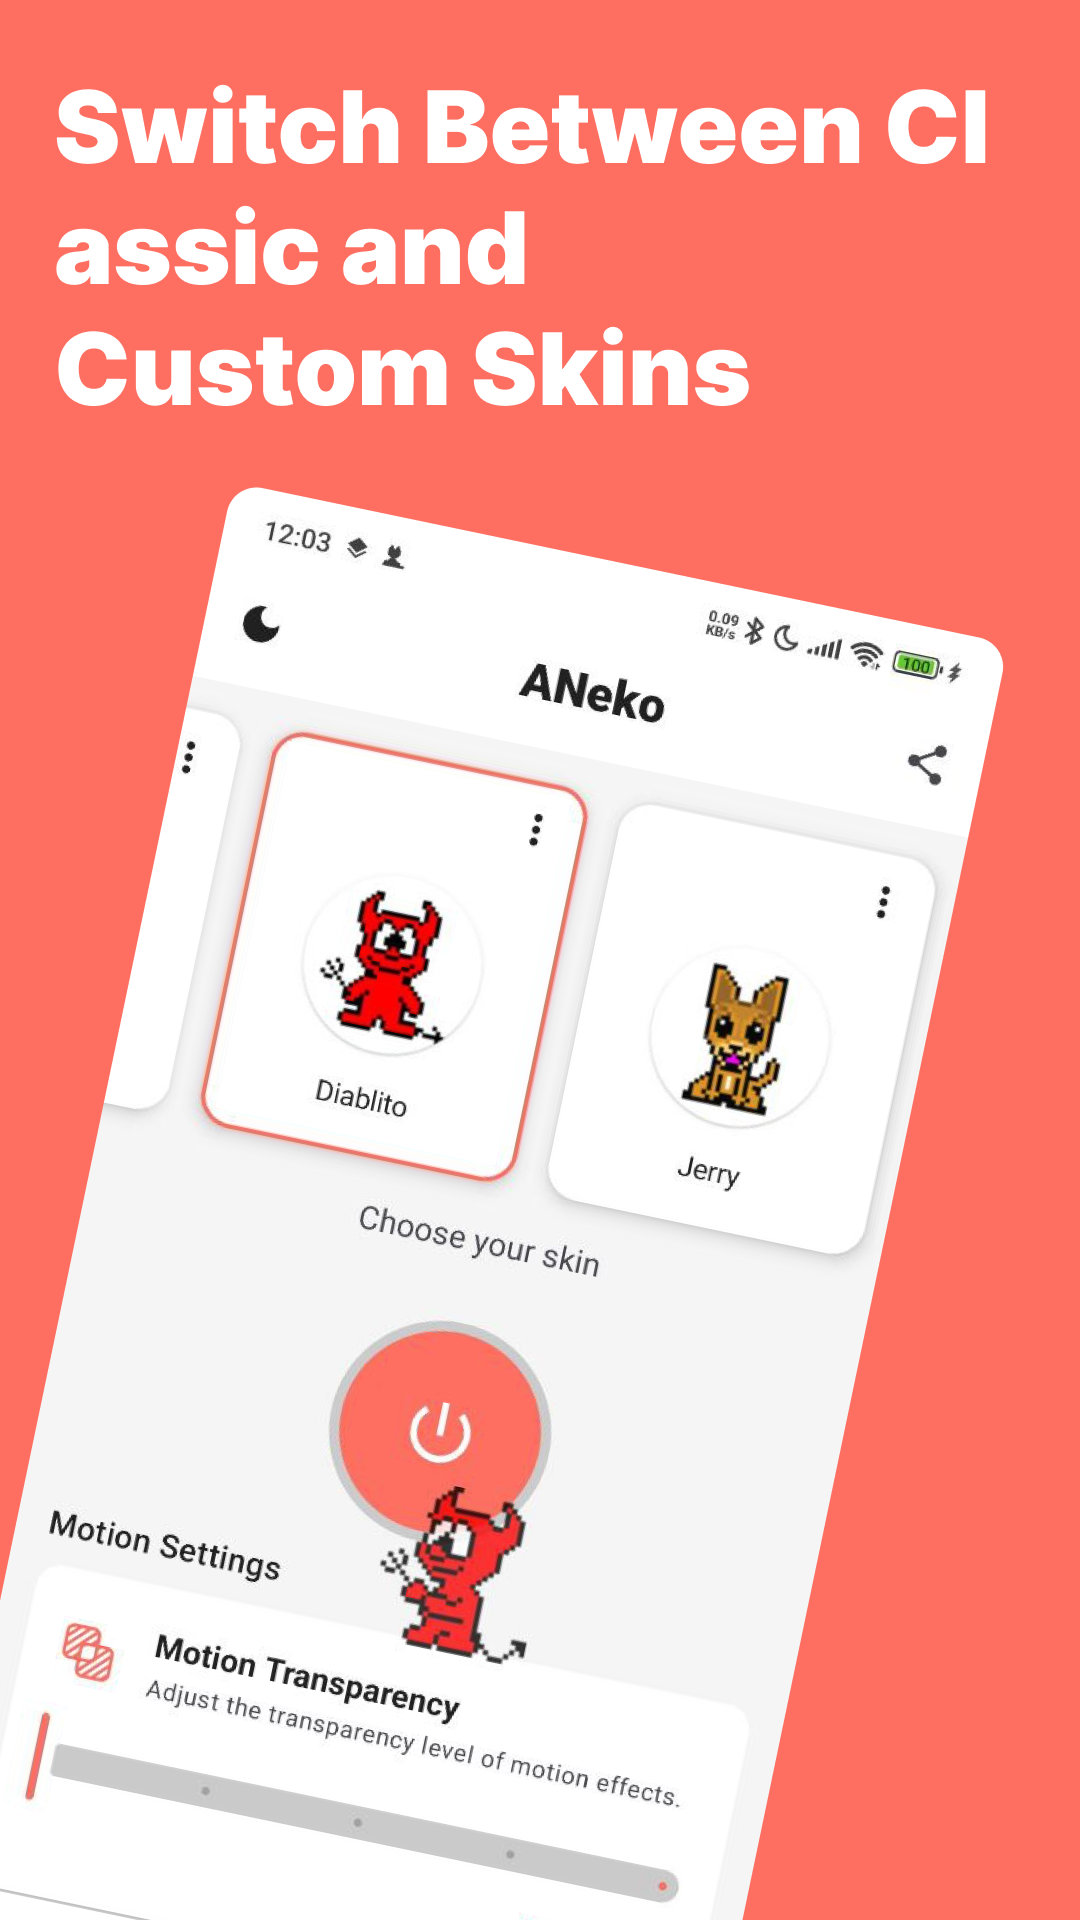 Switch Between Cl
assic and
Custom Skins
12:03
0.09
KB/s
100
ANeko
Diablito
Jerry
Choose your skin
Motion Settings
Motion Transparency
Adjust the transparency level of motion effects.